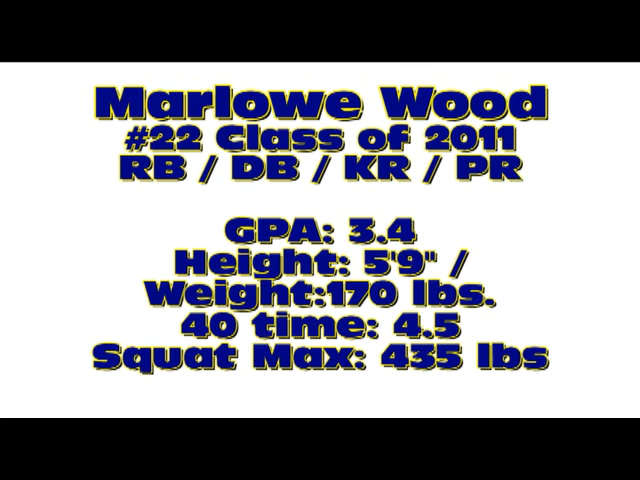 Marlowe Wood
#22 Class of 2011
RB / DB / KR / PR
GPA: 3.4
Height: 5'9" /
Weight:170 lbs.
40 time: 4.5
Squat Max: 435 lbs